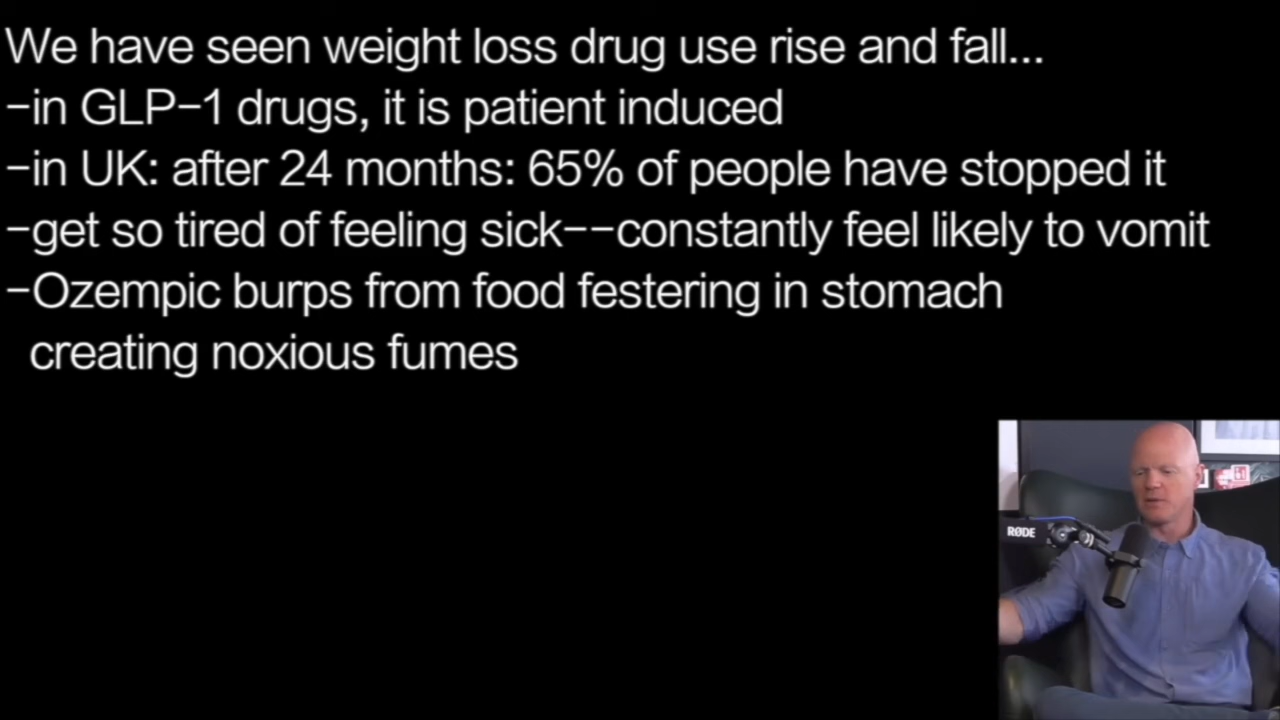 We have seen weight loss drug use rise and fall...
-in GLP-1 drugs, it is patient induced
-in UK: after 24 months: 65% of people have stopped it
-get so tired of feeling sick--constantly feel likely to vomit
-Ozempic burps from food festering in stomach
creating noxious fumes
RØDE